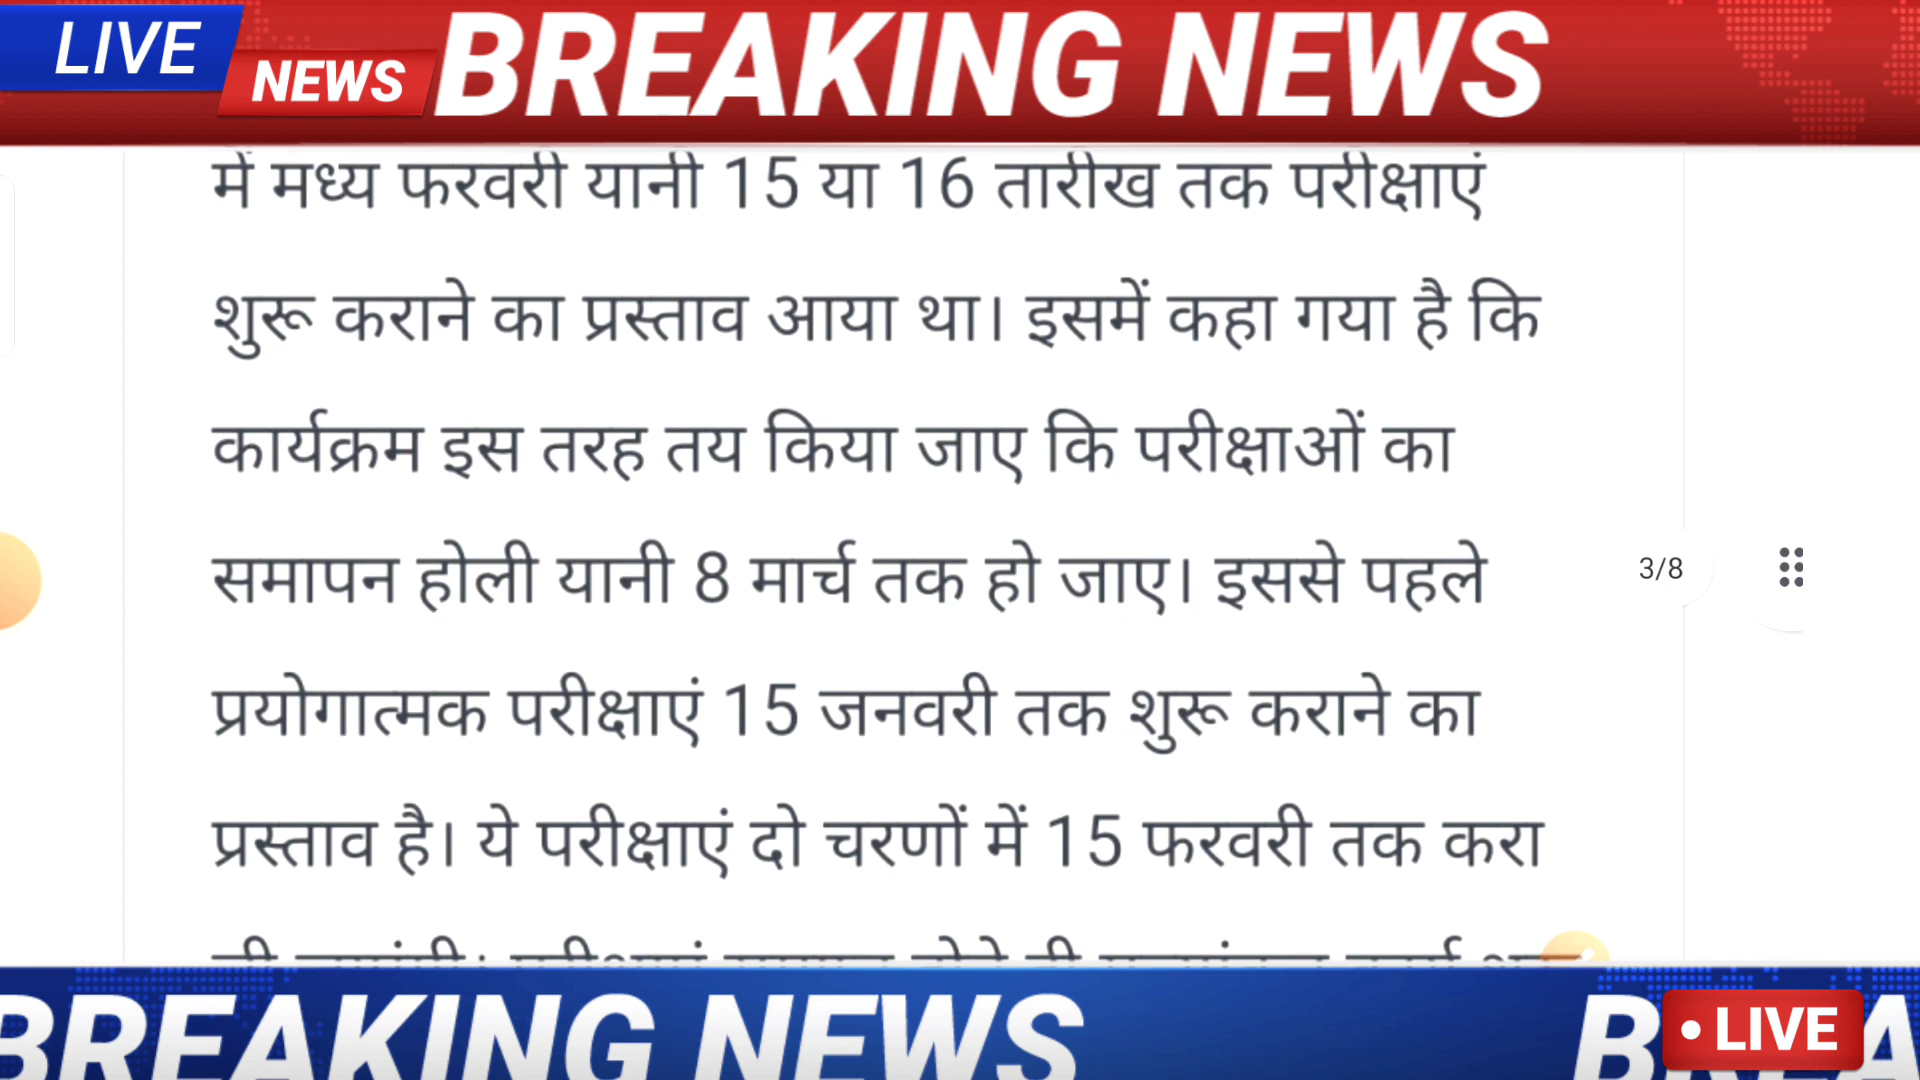 LIVE
NEWS
BREAKING NEWS
में मध्य फरवरी यानी 15 या 16 तारीख तक परीक्षाएं
शुरू कराने का प्रस्ताव आया था। इसमें कहा गया है कि
कार्यक्रम इस तरह तय किया जाए कि परीक्षाओं का
समापन होली यानी 8 मार्च तक हो जाए। इससे पहले
3/8
प्रयोगात्मक परीक्षाएं 15 जनवरी तक शुरू कराने का
प्रस्ताव है। ये परीक्षाएं दो चरणों में 15 फरवरी तक करा
BREAKING NEWS
LIVE